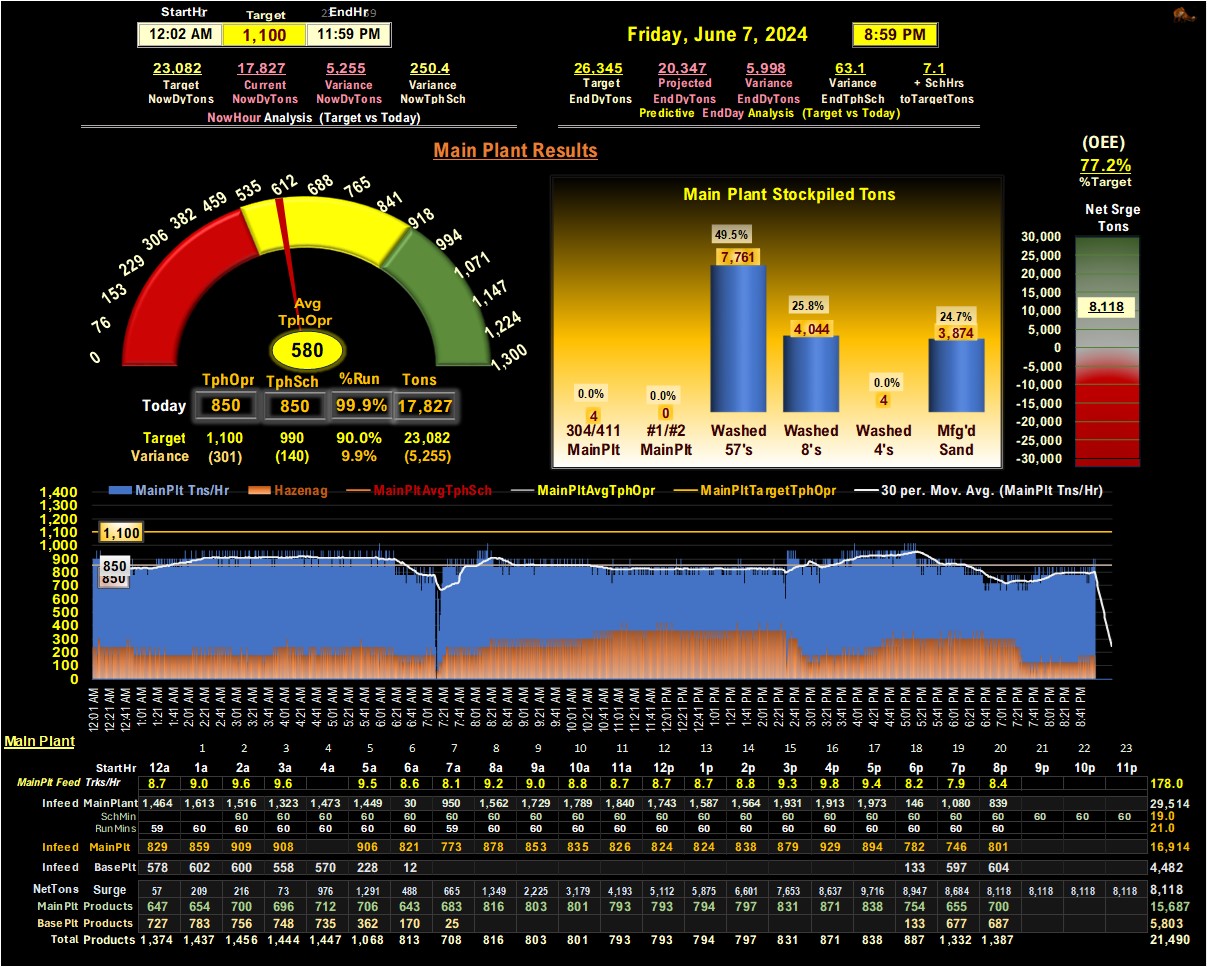 StartHr Target EndHr
12:02 AM 1,100 11:59 PM
Friday, June 7, 2024 8:59 PM
23,082 17,827 5,255 250.4
Target Current Variance Variance
NowDyTons NowDyTons NowDyTons NowTphSch
NowHour Analysis (Target vs Today)
26,345 20,347 5,998 63.1 7.1
Target Projected Variance Variance + SchHrs
EndDyTons EndDyTons EndDyTons EndTphSch toTargetTons
Predictive EndDay Analysis (Target vs Today)
Main Plant Results
(OEE)
77.2%
%Target
Net Srge
Tons
30,000
25,000
20,000
15,000
10,000
8,118
5,000
0
-5,000
-10,000
-15,000
-20,000
-25,000
-30,000
0 76 153 229 306 382 459 535 612 688 765 841 918 994 1,071 1,147 1,224 1,300
Avg
TphOpr
580
TphOpr TphSch %Run Tons
Today 850 850 99.9% 17,827
Target 1,100 990 90.0% 23,082
Variance (301) (140) 9.9% (5,255)
Main Plant Stockpiled Tons
0.0% 0.0% 49.5% 25.8% 0.0% 24.7%
4 0 7,761 4,044 4 3,874
304/411 #1/#2 Washed Washed Washed Mfg'd
MainPlt MainPlt 57's 8's 4's Sand
MainPlt Tns/Hr Hazenag MainPltAvgTphSch MainPltAvgTphOpr MainPltTargetTphOpr 30 per. Mov. Avg. (MainPlt Tns/Hr)
1,400
1,300
1,200
1,100
1,000
900
800
700
600
500
400
300
200
100
0
1,100
850
850
12:01 AM 12:21 AM 12:41 AM 1:01 AM 1:21 AM 1:41 AM 2:01 AM 2:21 AM 2:41 AM 3:01 AM 3:21 AM 3:41 AM 4:01 AM 4:21 AM 4:41 AM 5:01 AM 5:21 AM 5:41 AM 6:01 AM 6:21 AM 6:41 AM 7:01 AM 7:21 AM 7:41 AM 8:01 AM 8:21 AM 8:41 AM 9:01 AM 9:21 AM 9:41 AM 10:01 AM 10:21 AM 10:41 AM 11:01 AM 11:21 AM 11:41 AM 12:01 PM 12:21 PM 12:41 PM 1:01 PM 1:21 PM 1:41 PM 2:01 PM 2:21 PM 2:41 PM 3:01 PM 3:21 PM 3:41 PM 4:01 PM 4:21 PM 4:41 PM 5:01 PM 5:21 PM 5:41 PM 6:01 PM 6:21 PM 6:41 PM 7:01 PM 7:21 PM 7:41 PM 8:01 PM 8:21 PM 8:41 PM
Main Plant
1 2 3 4 5 6 7 8 9 10 11 12 13 14 15 16 17 18 19 20 21 22 23
StartHr 12a 1a 2a 3a 4a 5a 6a 7a 8a 9a 10a 11a 12p 1p 2p 3p 4p 5p 6p 7p 8p 9p 10p 11p
MainPlt Feed Trks/Hr 8.7 9.0 9.6 9.6 9.5 8.6 8.1 9.2 9.0 8.8 8.7 8.7 8.7 8.8 9.3 9.8 9.4 8.2 7.9 8.4 178.0
Infeed MainPlant 1,464 1,613 1,516 1,323 1,473 1,449 30 950 1,562 1,729 1,789 1,840 1,743 1,587 1,564 1,931 1,913 1,973 146 1,080 839 29,514
SchMin 60 60 60 60 60 60 60 60 60 60 60 60 60 60 60 60 60 60 60 60 60 60 19.0
RunMins 59 60 60 60 60 60 60 59 60 60 60 60 60 60 60 60 60 60 60 60 60 21.0
Infeed MainPlt 829 859 909 908 906 821 773 878 853 835 826 824 824 838 879 929 894 782 746 801 16,914
Infeed BasePlt 578 602 600 558 570 228 12 133 597 604 4,482
NetTons Surge 57 209 216 73 976 1,291 488 665 1,349 2,225 3,179 4,193 5,112 5,875 6,601 7,653 8,637 9,716 8,947 8,684 8,118 8,118 8,118 8,118 8,118
MainPlt Products 647 654 700 696 712 706 643 683 816 803 801 793 793 794 797 831 871 838 754 655 700 15,687
BasePlt Products 727 783 756 748 735 362 170 25 133 677 687 5,803
Total Products 1,374 1,437 1,456 1,444 1,447 1,068 813 708 816 803 801 793 793 794 797 831 871 838 887 1,332 1,387 21,490